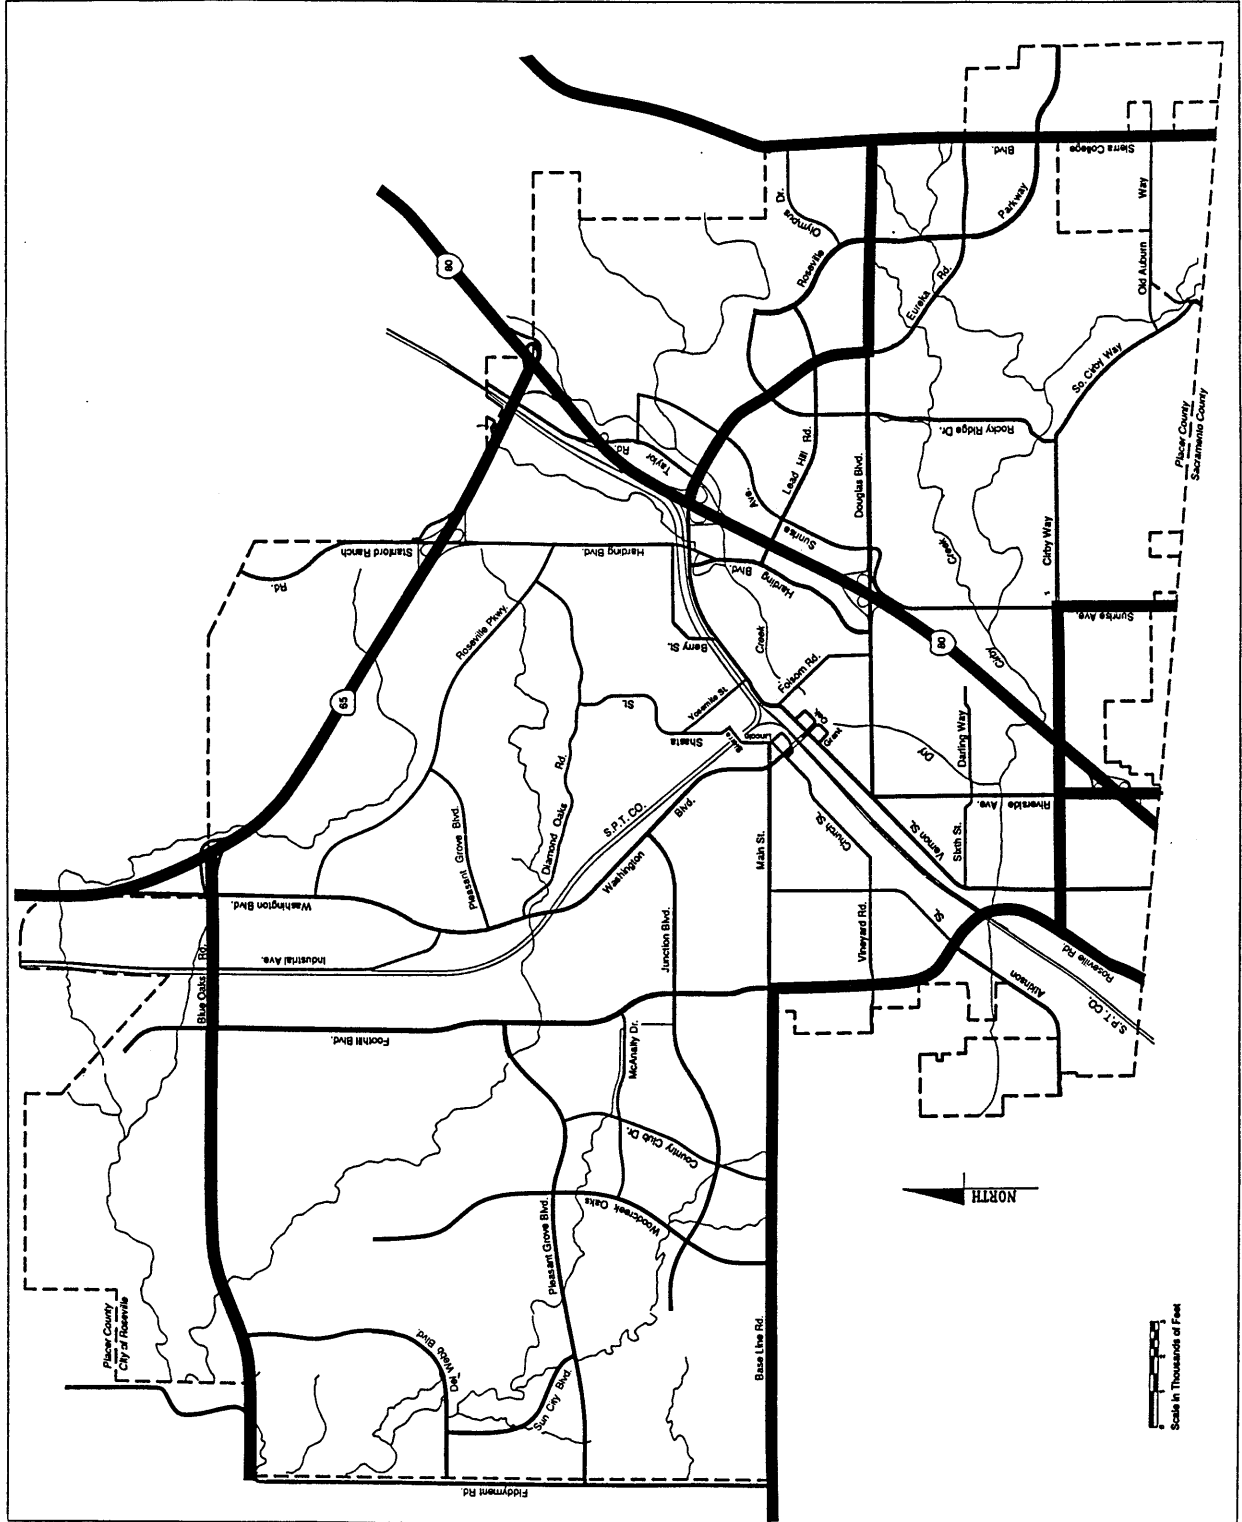 80
65
80
Blvd.
Sierra College
Way
Old Auburn
Parkway
Roseville
Olympus
Dr.
Eureka
Rd.
So. Cirby Way
Placer County
Sacramento County
Rocky Ridge Dr.
Douglas Blvd.
Lead Hill Rd.
Sunrise
Ave.
Taylor
Rd.
Cirby Way
Creek
Cirby
Sunrise Ave.
Harding
Blvd.
Harding Blvd.
Stanford Ranch
Rd.
Roseville Pkwy.
Berry St.
Creek
Folsom Rd.
Yosemite St.
Shasta
St.
Sierra
Lincoln
Oak
Grant
Dry
Darling Way
Riverside
Ave.
Sixth St.
Vernon St.
Church St.
Main St.
Vineyard Rd.
Atkinson
St.
Roseville Rd
S.P.T. CO.
S.P.T. CO.
Washington
Blvd.
Diamond Oaks
Rd.
Pleasant Grove Blvd.
Washington Blvd.
Industrial Ave.
Blue Oaks
Rd.
Junction Blvd.
Foothill Blvd.
McAnally Dr.
Country Club Dr.
Woodcreek Oaks
Pleasant Grove Blvd.
Base Line Rd.
Del Webb Blvd.
Sun City Blvd.
Fiddyment Rd.
Placer County
City of Roseville
NORTH
0 1 2 3
Scale in Thousands of Feet